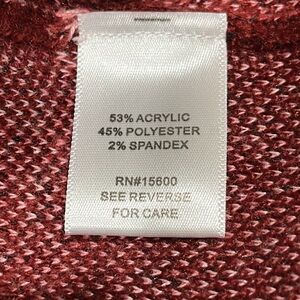 53% ACRYLIC
45% POLYESTER
2% SPANDEX
RN#15600
SEE REVERSE
FOR CARE